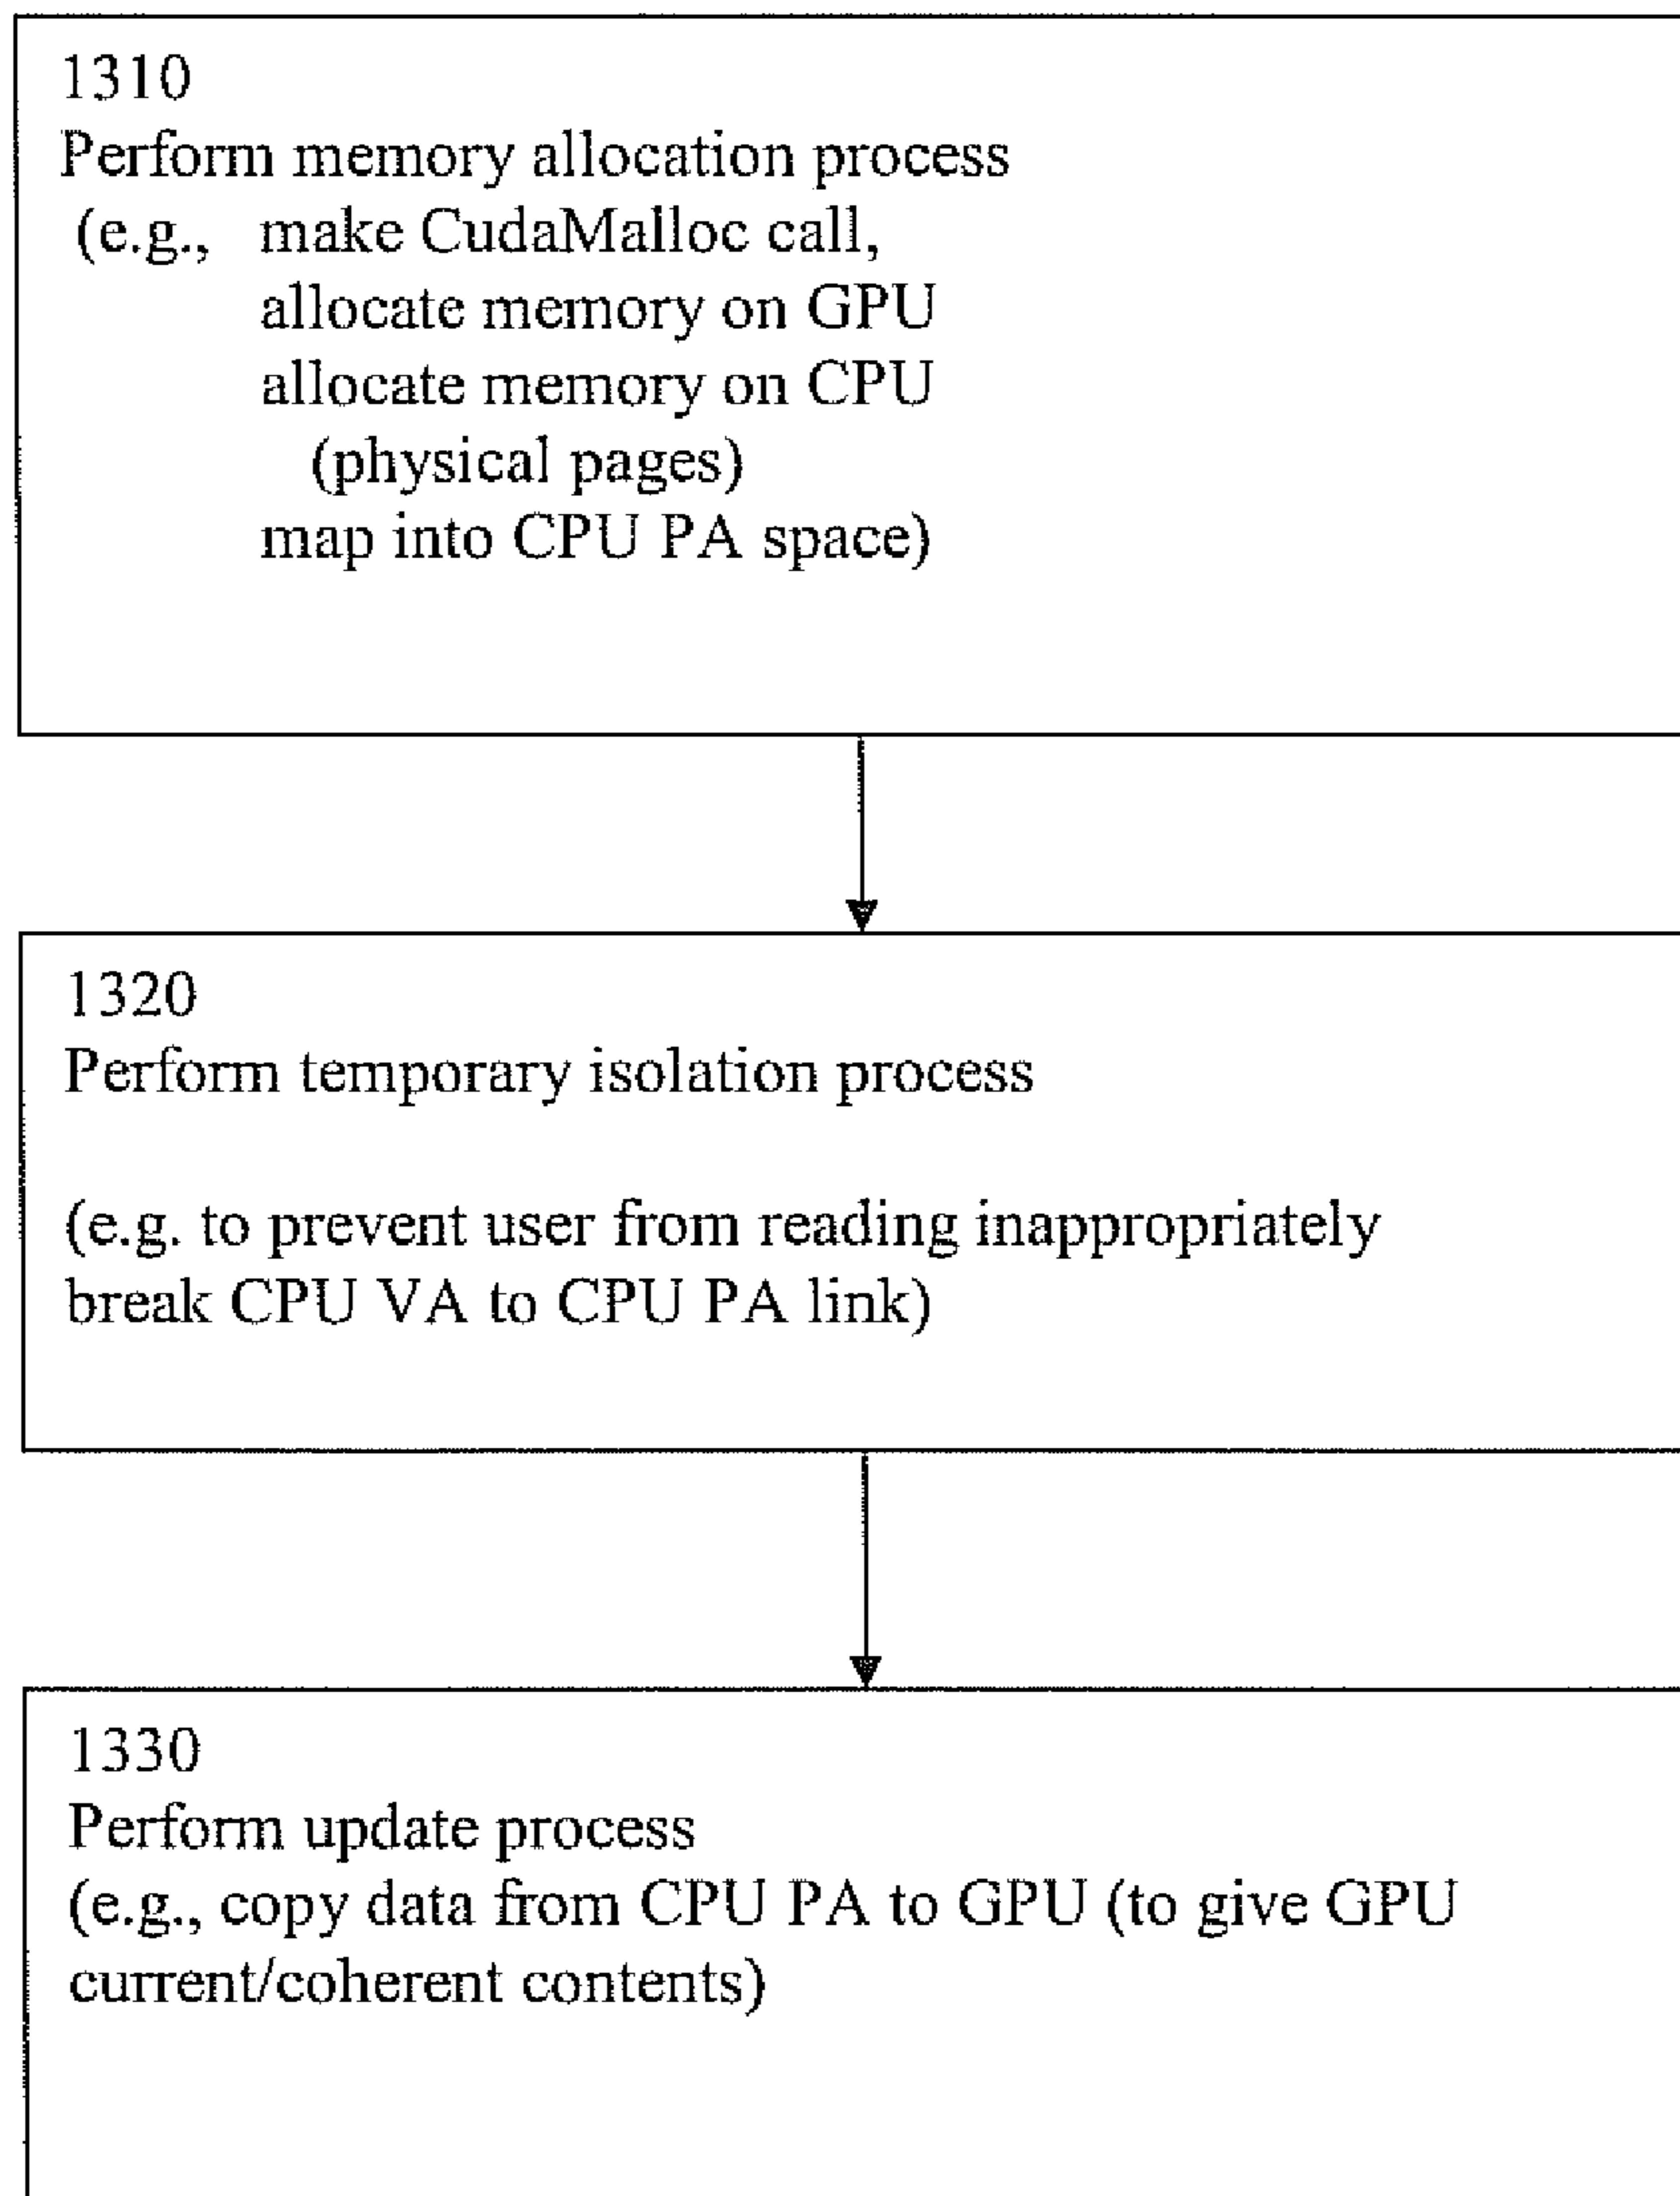 1310
Perform memory allocation process
(e.g., make CudaMalloc call,
allocate memory on GPU
allocate memory on CPU
(physical pages)
map into CPU PA space)
1320
Perform temporary isolation process
(e.g. to prevent user from reading inappropriately
break CPU VA to CPU PA link)
1330
Perform update process
(e.g., copy data from CPU PA to GPU (to give GPU
current/coherent contents)